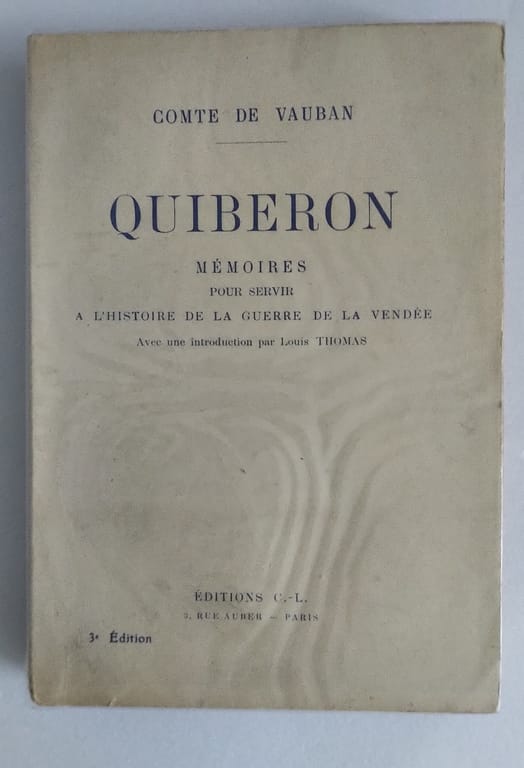 COMTE DE VAUBAN
QUIBERON
MÉMOIRES
POUR SERVIR
A L'HISTOIRE DE LA GUERRE DE LA VENDÉE
Avec une introduction par Louis THOMAS
ÉDITIONS C.-L.
3, RUE AUBER — PARIS
3e Édition